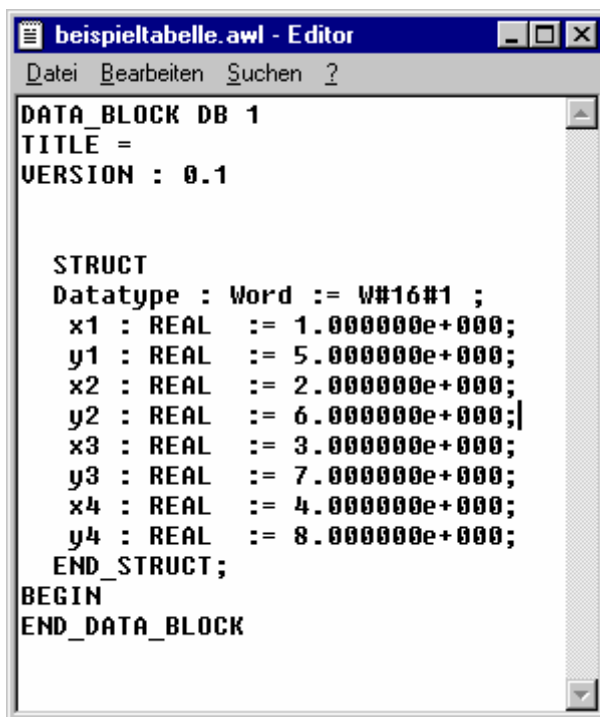 beispieltabelle.awl - Editor
Datei Bearbeiten Suchen ?
DATA_BLOCK DB 1
TITLE =
VERSION : 0.1
STRUCT
Datatype : Word := W#16#1 ;
x1 : REAL := 1.000000e+000;
y1 : REAL := 5.000000e+000;
x2 : REAL := 2.000000e+000;
y2 : REAL := 6.000000e+000;
x3 : REAL := 3.000000e+000;
y3 : REAL := 7.000000e+000;
x4 : REAL := 4.000000e+000;
y4 : REAL := 8.000000e+000;
END_STRUCT;
BEGIN
END_DATA_BLOCK